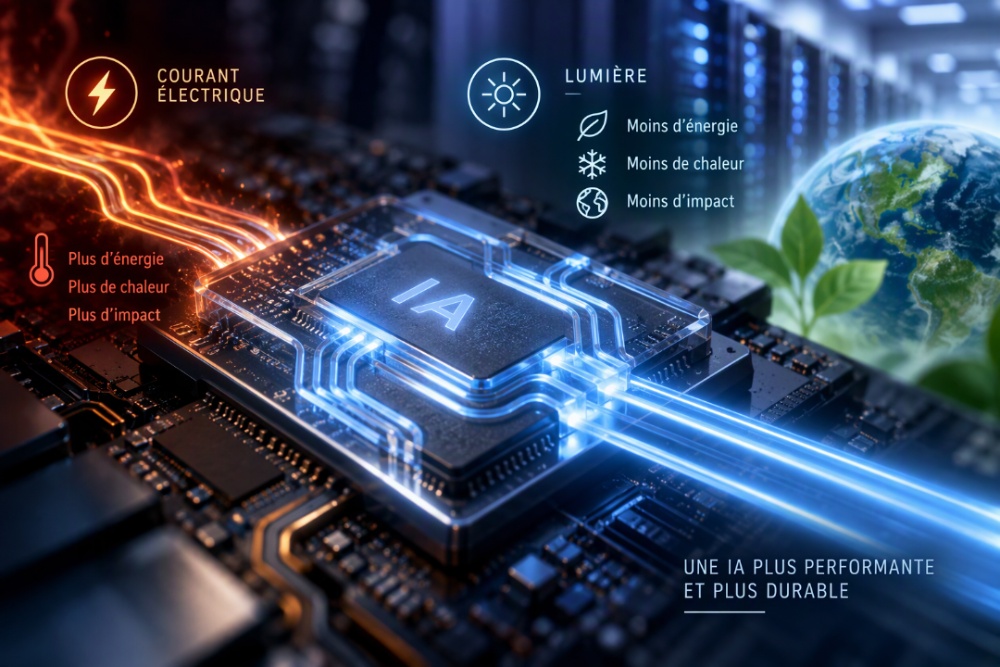 COURANT
ÉLECTRIQUE
Plus d'énergie
Plus de chaleur
Plus d'impact
LUMIÈRE
Moins d'énergie
Moins de chaleur
Moins d'impact
IA
UNE IA PLUS PERFORMANTE
ET PLUS DURABLE